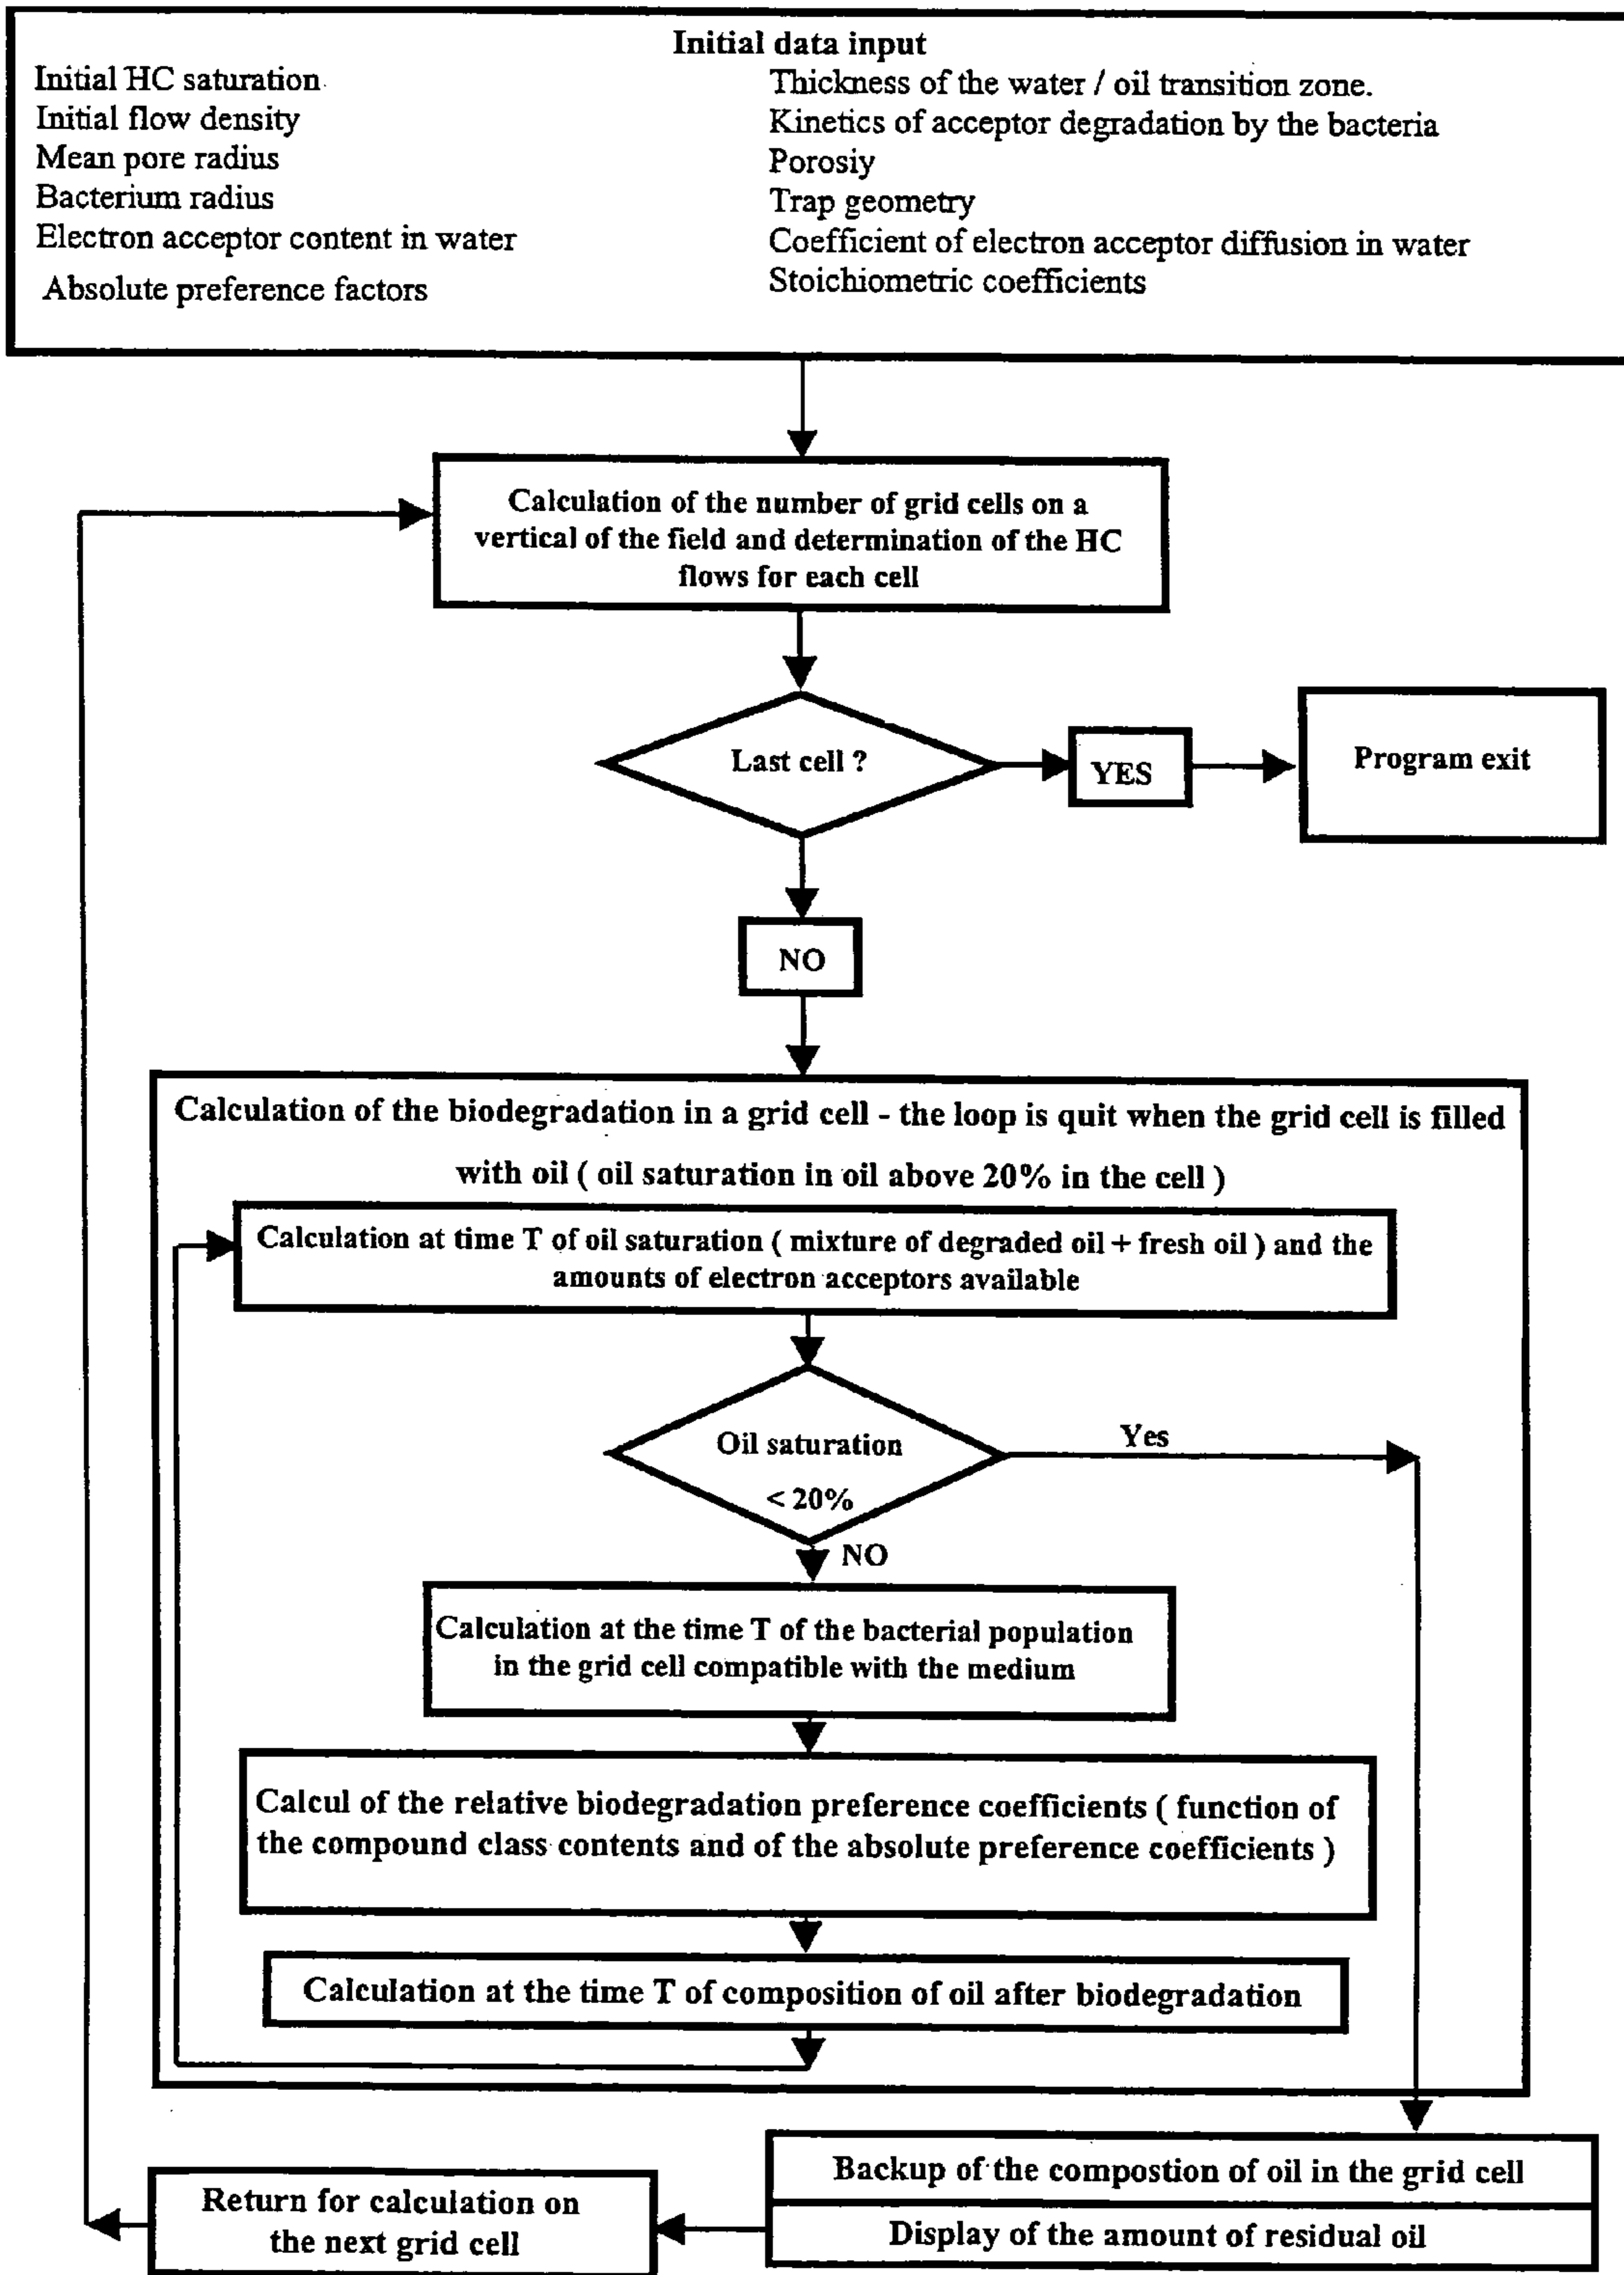 Initial data input
Initial HC saturation
Initial flow density
Mean pore radius
Bacterium radius
Electron acceptor content in water
Absolute preference factors
Thickness of the water / oil transition zone.
Kinetics of acceptor degradation by the bacteria
Porosiy
Trap geometry
Coefficient of electron acceptor diffusion in water
Stoichiometric coefficients
Calculation of the number of grid cells on a
vertical of the field and determination of the HC
flows for each cell
Last cell ?
YES
Program exit
NO
Calculation of the biodegradation in a grid cell - the loop is quit when the grid cell is filled
with oil ( oil saturation in oil above 20% in the cell )
Calculation at time T of oil saturation ( mixture of degraded oil + fresh oil ) and the
amounts of electron acceptors available
Oil saturation
< 20%
Yes
NO
Calculation at the time T of the bacterial population
in the grid cell compatible with the medium
Calcul of the relative biodegradation preference coefficients ( function of
the compound class contents and of the absolute preference coefficients )
Calculation at the time T of composition of oil after biodegradation
Backup of the compostion of oil in the grid cell
Display of the amount of residual oil
Return for calculation on
the next grid cell